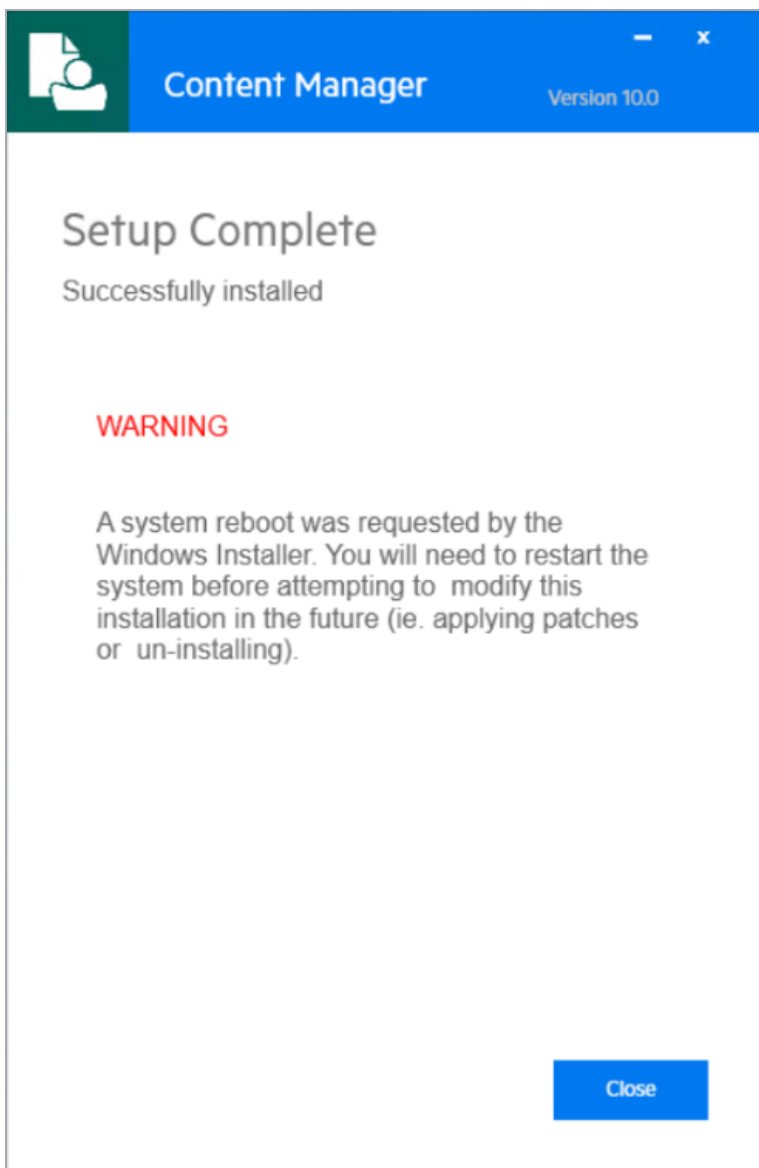 Content Manager
Version 10.0
Setup Complete
Successfully installed
WARNING
A system reboot was requested by the
Windows Installer. You will need to restart the
system before attempting to  modify this
installation in the future (ie. applying patches
or  un-installing).
Close